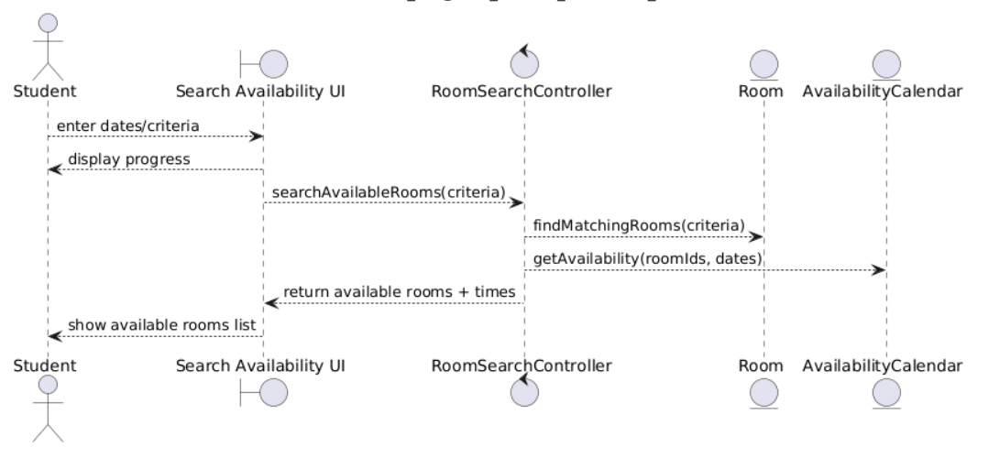 Student
Search Availability UI
RoomSearchController
Room
AvailabilityCalendar
enter dates/criteria
display progress
searchAvailableRooms(criteria)
findMatchingRooms(criteria)
getAvailability(roomIds, dates)
return available rooms + times
show available rooms list
Student
Search Availability UI
RoomSearchController
Room
AvailabilityCalendar